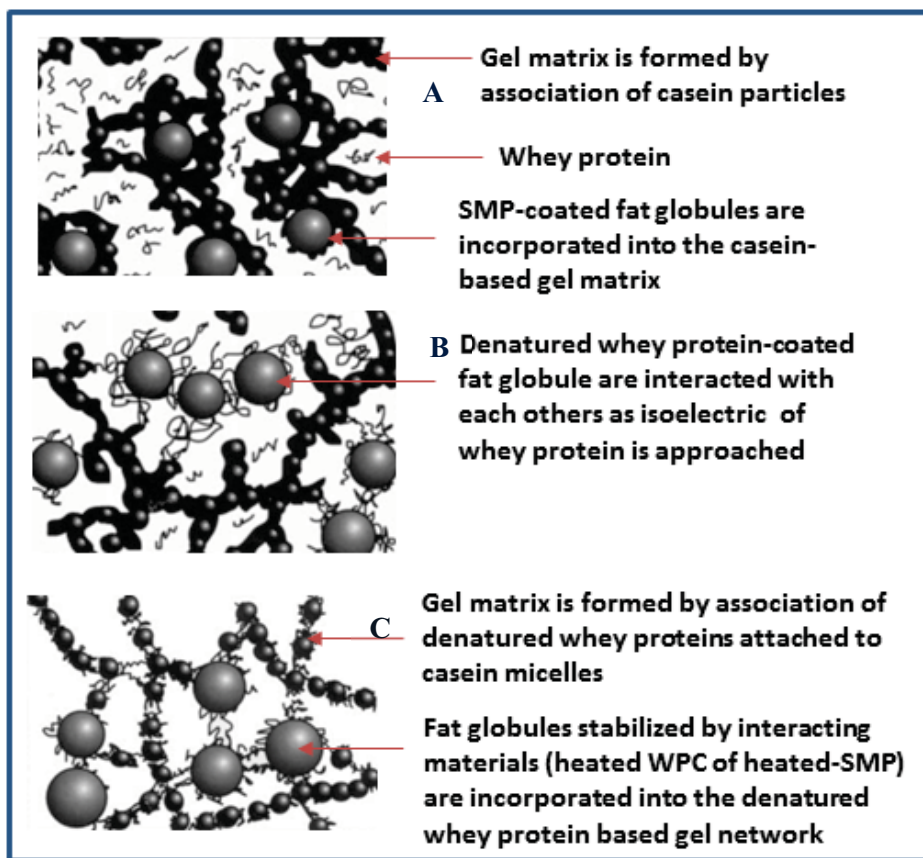 Gel matrix is formed by
A
association of casein particles
Whey protein
SMP-coated fat globules are
incorporated into the casein-
based gel matrix
B Denatured whey protein-coated
fat globule are interacted with
each others as isoelectric of
whey protein is approached
Gel matrix is formed by association of
C
denatured whey proteins attached to
casein micelles
Fat globules stabilized by interacting
materials (heated WPC of heated-SMP)
are incorporated into the denatured
whey protein based gel network